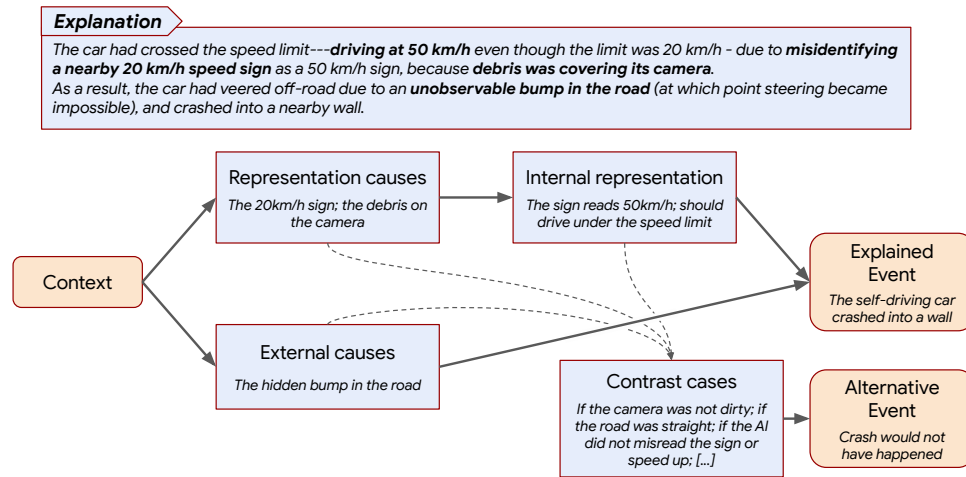 Explanation
The car had crossed the speed limit---driving at 50 km/h even though the limit was 20 km/h - due to misidentifying
a nearby 20 km/h speed sign as a 50 km/h sign, because debris was covering its camera.
As a result, the car had veered off-road due to an unobservable bump in the road (at which point steering became
impossible), and crashed into a nearby wall.
Representation causes
The 20km/h sign; the debris on
the camera
Internal representation
The sign reads 50km/h; should
drive under the speed limit
Context
Explained
Event
The self-driving car
crashed into a wall
External causes
The hidden bump in the road
Contrast cases
If the camera was not dirty; if
the road was straight; if the AI
did not misread the sign or
speed up; [...]
Alternative
Event
Crash would not
have happened